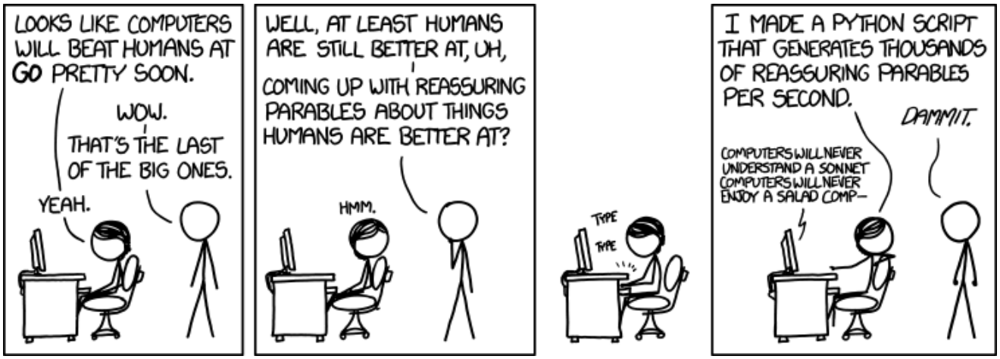 LOOKS LIKE COMPUTERS
WILL BEAT HUMANS AT
GO PRETTY SOON.
WOW.
THAT'S THE LAST
OF THE BIG ONES.
YEAH.
WELL, AT LEAST HUMANS
ARE STILL BETTER AT, UH,
COMING UP WITH REASSURING
PARABLES ABOUT THINGS
HUMANS ARE BETTER AT?
HMM.
TYPE
TYPE
I MADE A PYTHON SCRIPT
THAT GENERATES THOUSANDS
OF REASSURING PARABLES
PER SECOND.
DAMMIT.
COMPUTERS WILL NEVER
UNDERSTAND A SONNET
COMPUTERS WILL NEVER
ENJOY A SALAD COMP—